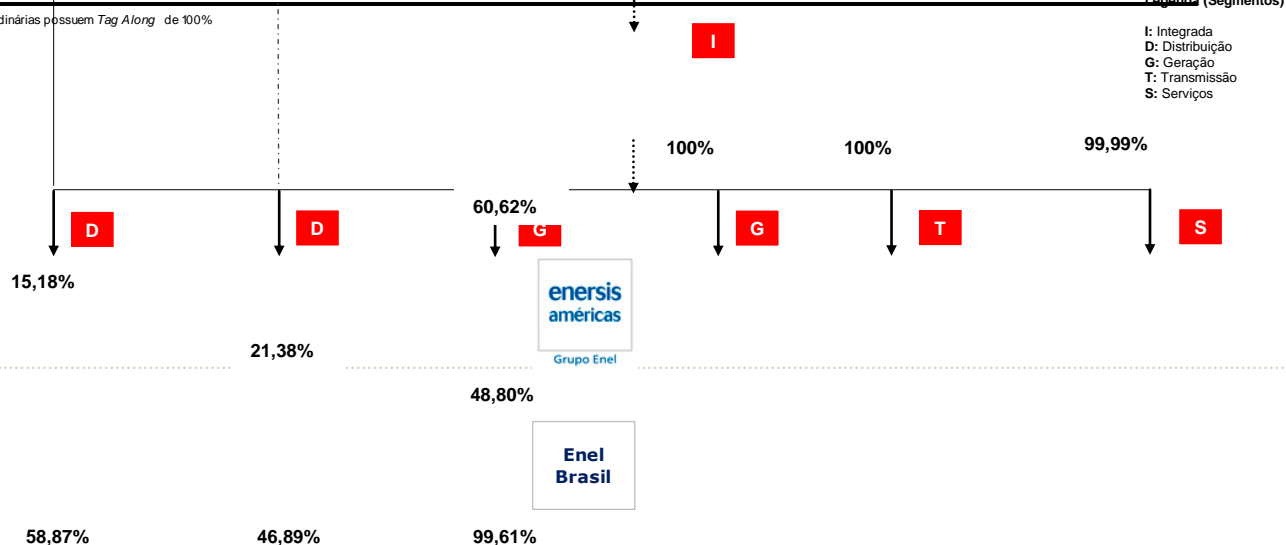 (Segmentos)
dinárias possuem Tag Along de 100%
I: Integrada
D: Distribuição
G: Geração
T: Transmissão
S: Serviços
I
100%
100%
99,99%
60,62%
D
D
G
G
T
S
15,18%
enersis
américas
Grupo Enel
21,38%
48,80%
Enel
Brasil
58,87%
46,89%
99,61%